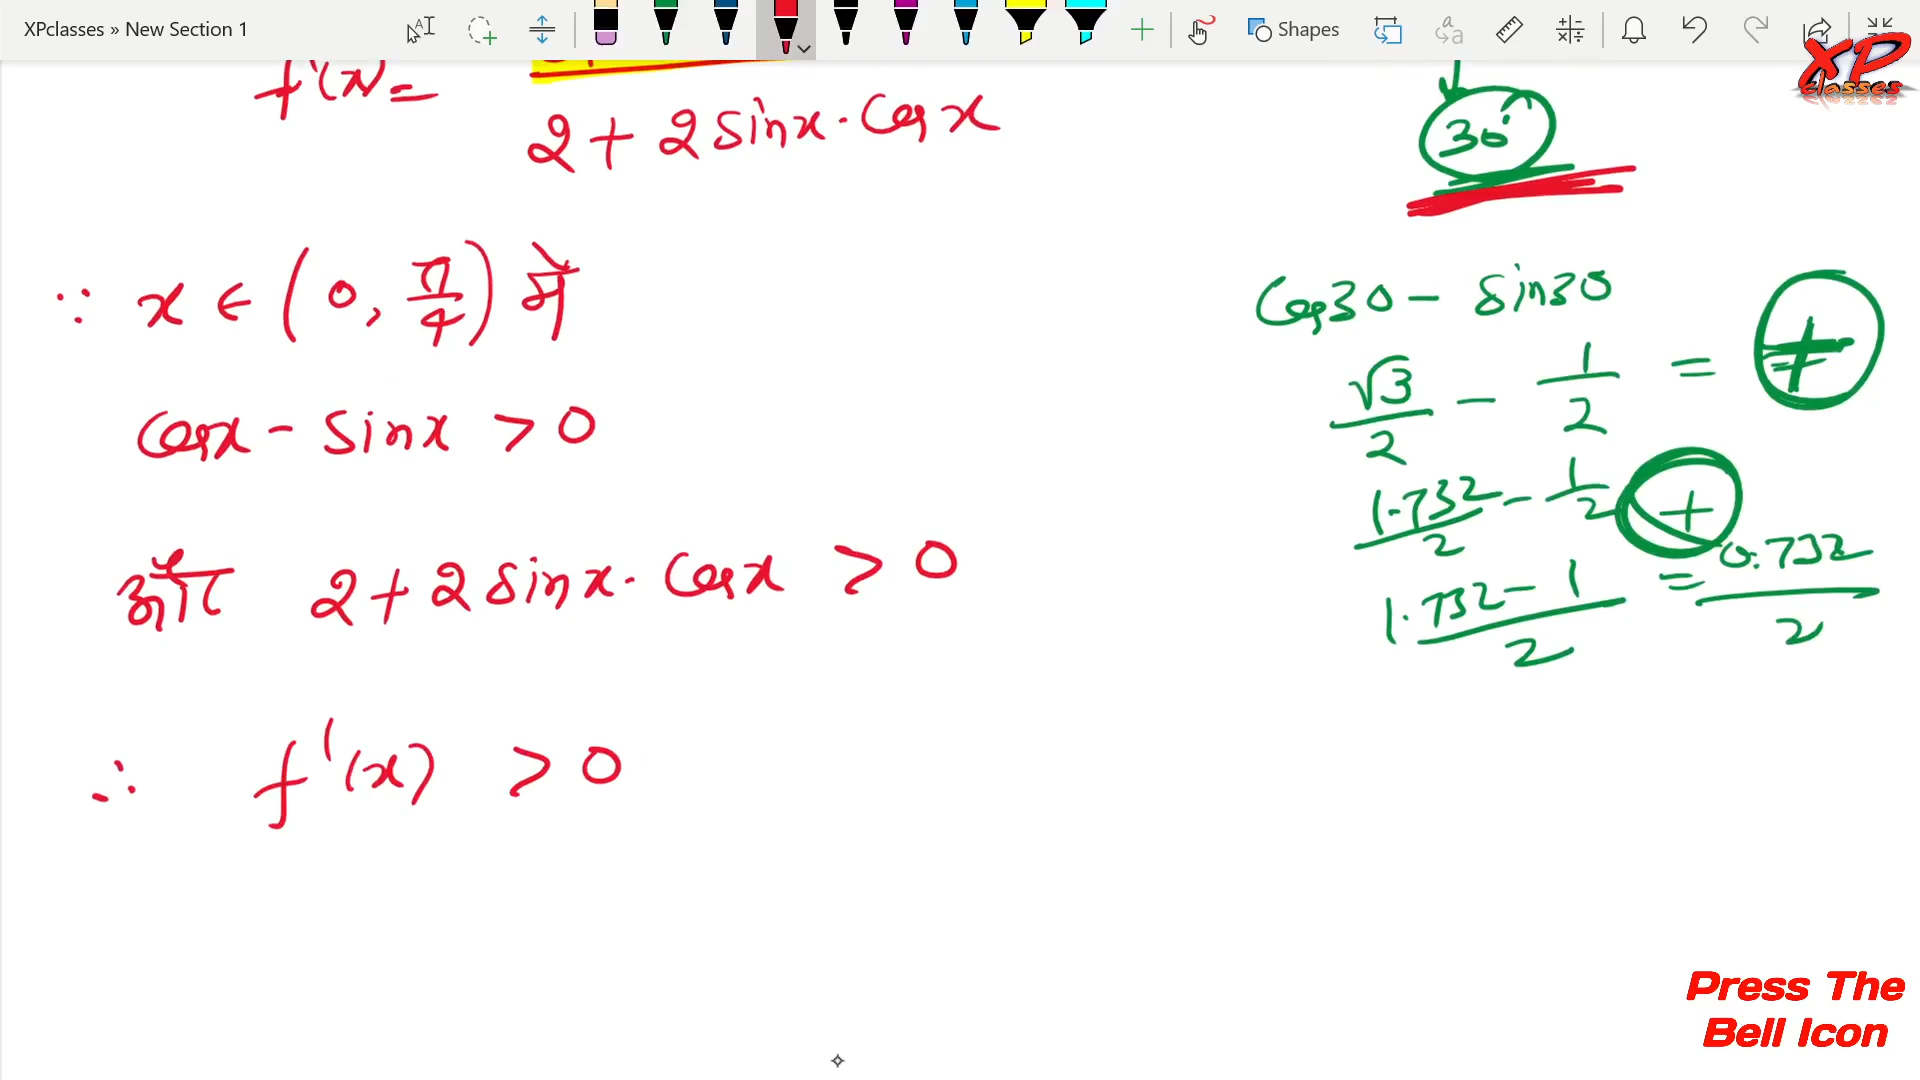 XPclasses » New Section 1
Shapes
XP
classes
f'(x) =
2 + 2 sinx · cosx
30°
∵ x ∈ (0, π/4) में
cosx - sinx > 0
और 2 + 2 sinx · cosx > 0
∴ f'(x) > 0
cos30 - sin30
√3/2 - 1/2 = +
1.732/2 - 1/2 +
1.732 - 1/2 = 0.732/2
Press The
Bell Icon